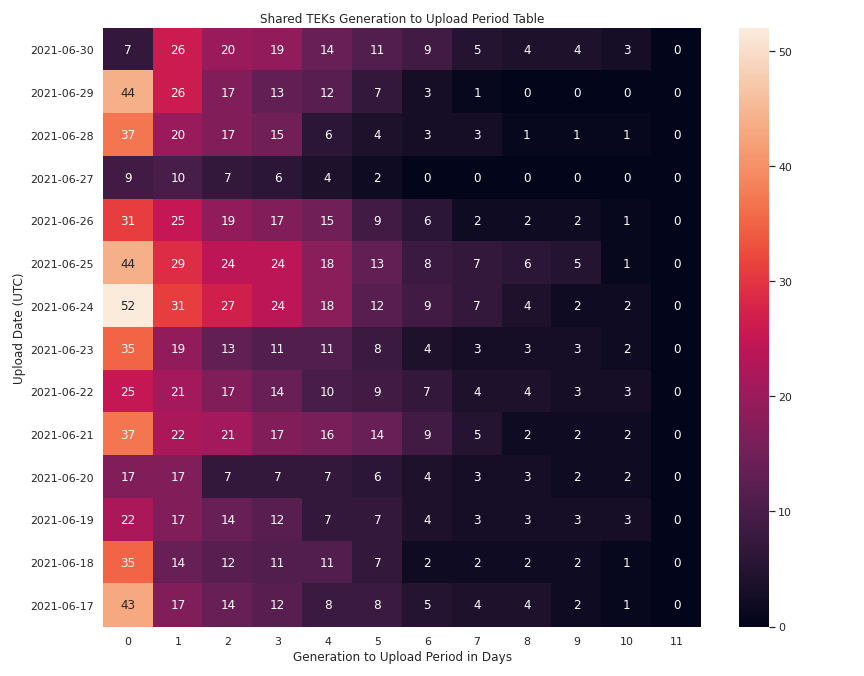 Shared TEKs Generation to Upload Period Table
2021-06-30 7 26 20 19 14 11 9 5 4 4 3 0
2021-06-29 44 26 17 13 12 7 3 1 0 0 0 0
2021-06-28 37 20 17 15 6 4 3 3 1 1 1 0
2021-06-27 9 10 7 6 4 2 0 0 0 0 0 0
2021-06-26 31 25 19 17 15 9 6 2 2 2 1 0
2021-06-25 44 29 24 24 18 13 8 7 6 5 1 0
2021-06-24 52 31 27 24 18 12 9 7 4 2 2 0
2021-06-23 35 19 13 11 11 8 4 3 3 3 2 0
2021-06-22 25 21 17 14 10 9 7 4 4 3 3 0
2021-06-21 37 22 21 17 16 14 9 5 2 2 2 0
2021-06-20 17 17 7 7 7 6 4 3 3 2 2 0
2021-06-19 22 17 14 12 7 7 4 3 3 3 3 0
2021-06-18 35 14 12 11 11 7 2 2 2 2 1 0
2021-06-17 43 17 14 12 8 8 5 4 4 2 1 0
0 1 2 3 4 5 6 7 8 9 10 11
Generation to Upload Period in Days
Upload Date (UTC)
50
40
30
20
10
0